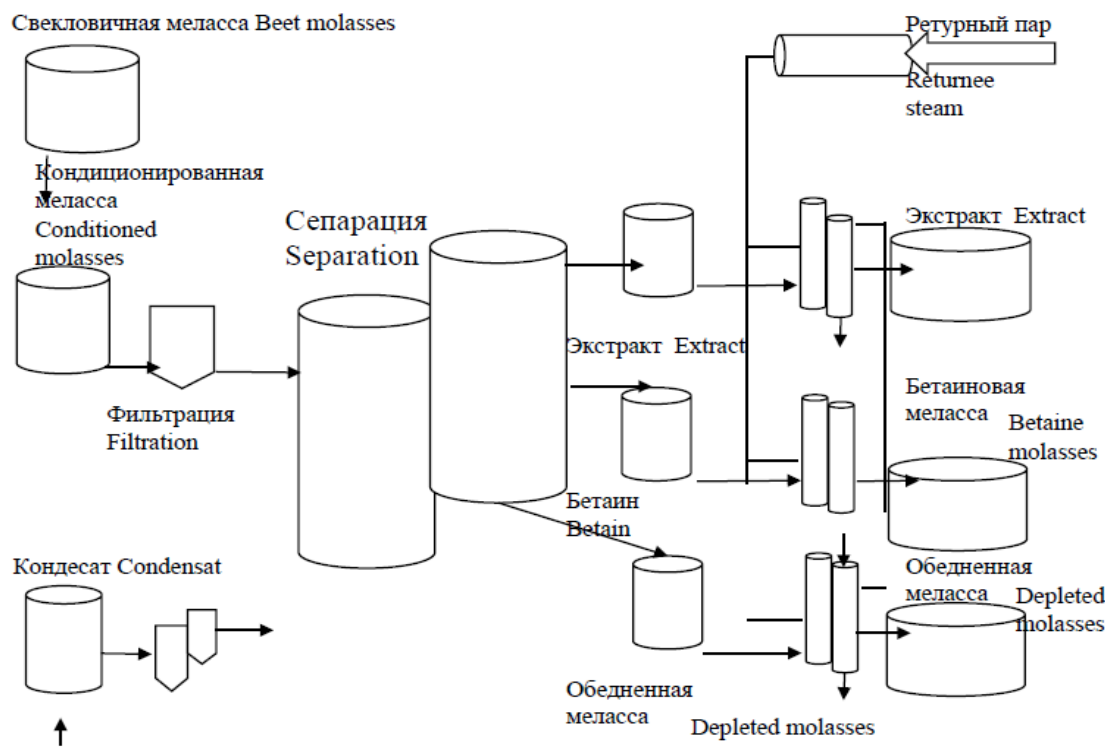 Свекловичная меласса Beet molasses
Ретурный пар
Returnee
steam
Кондиционированная
меласса
Conditioned
molasses
Сепарация
Separation
Экстракт Extract
Экстракт Extract
Фильтрация
Filtration
Бетаиновая
меласса
Betaine
molasses
Бетаин
Betain
Кондесат Condensat
Обедненная
меласса
Depleted
molasses
Обедненная
меласса
Depleted molasses